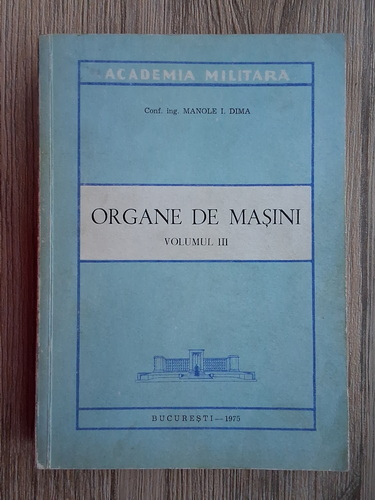 ACADEMIA MILITARĂ
Conf. ing. MANOLE I. DIMA
ORGANE DE MAȘINI
VOLUMUL III
BUCUREȘTI — 1975